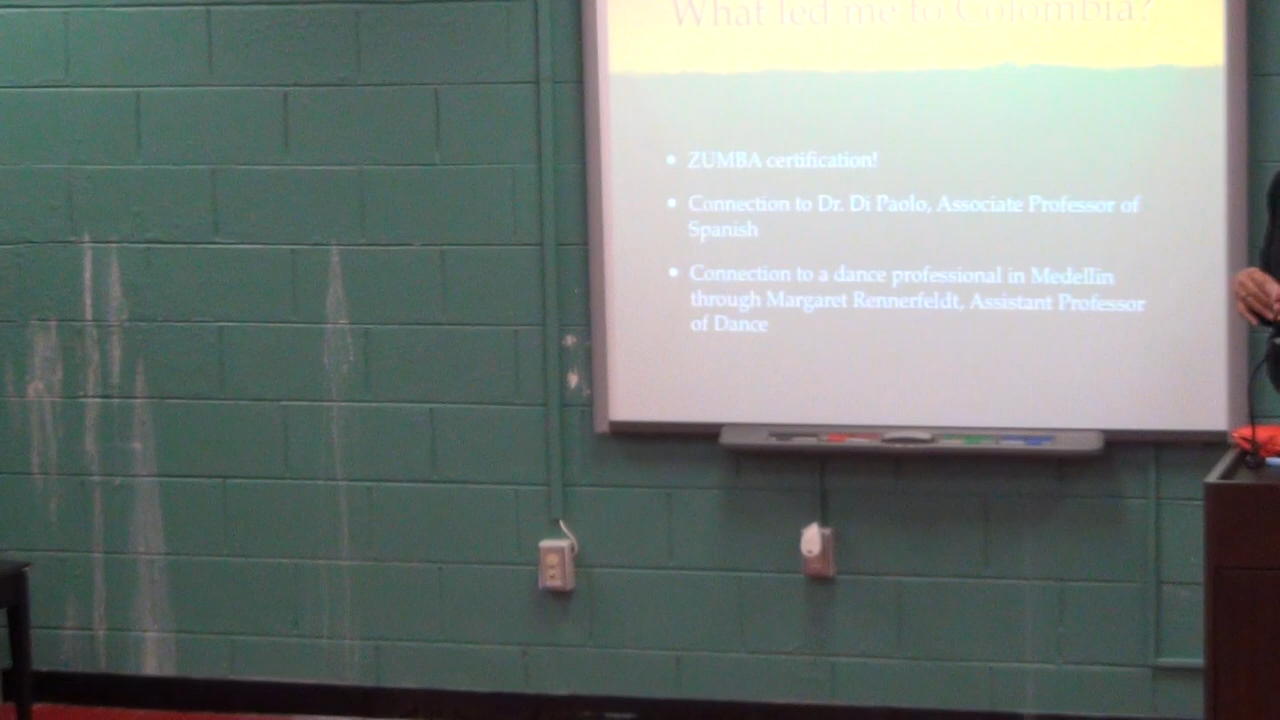 What led me to Colombia?
ZUMBA certification!
Connection to Dr. Di Paolo, Associate Professor of
Spanish
Connection to a dance professional in Medellin
through Margaret Rennerfeldt, Assistant Professor
of Dance